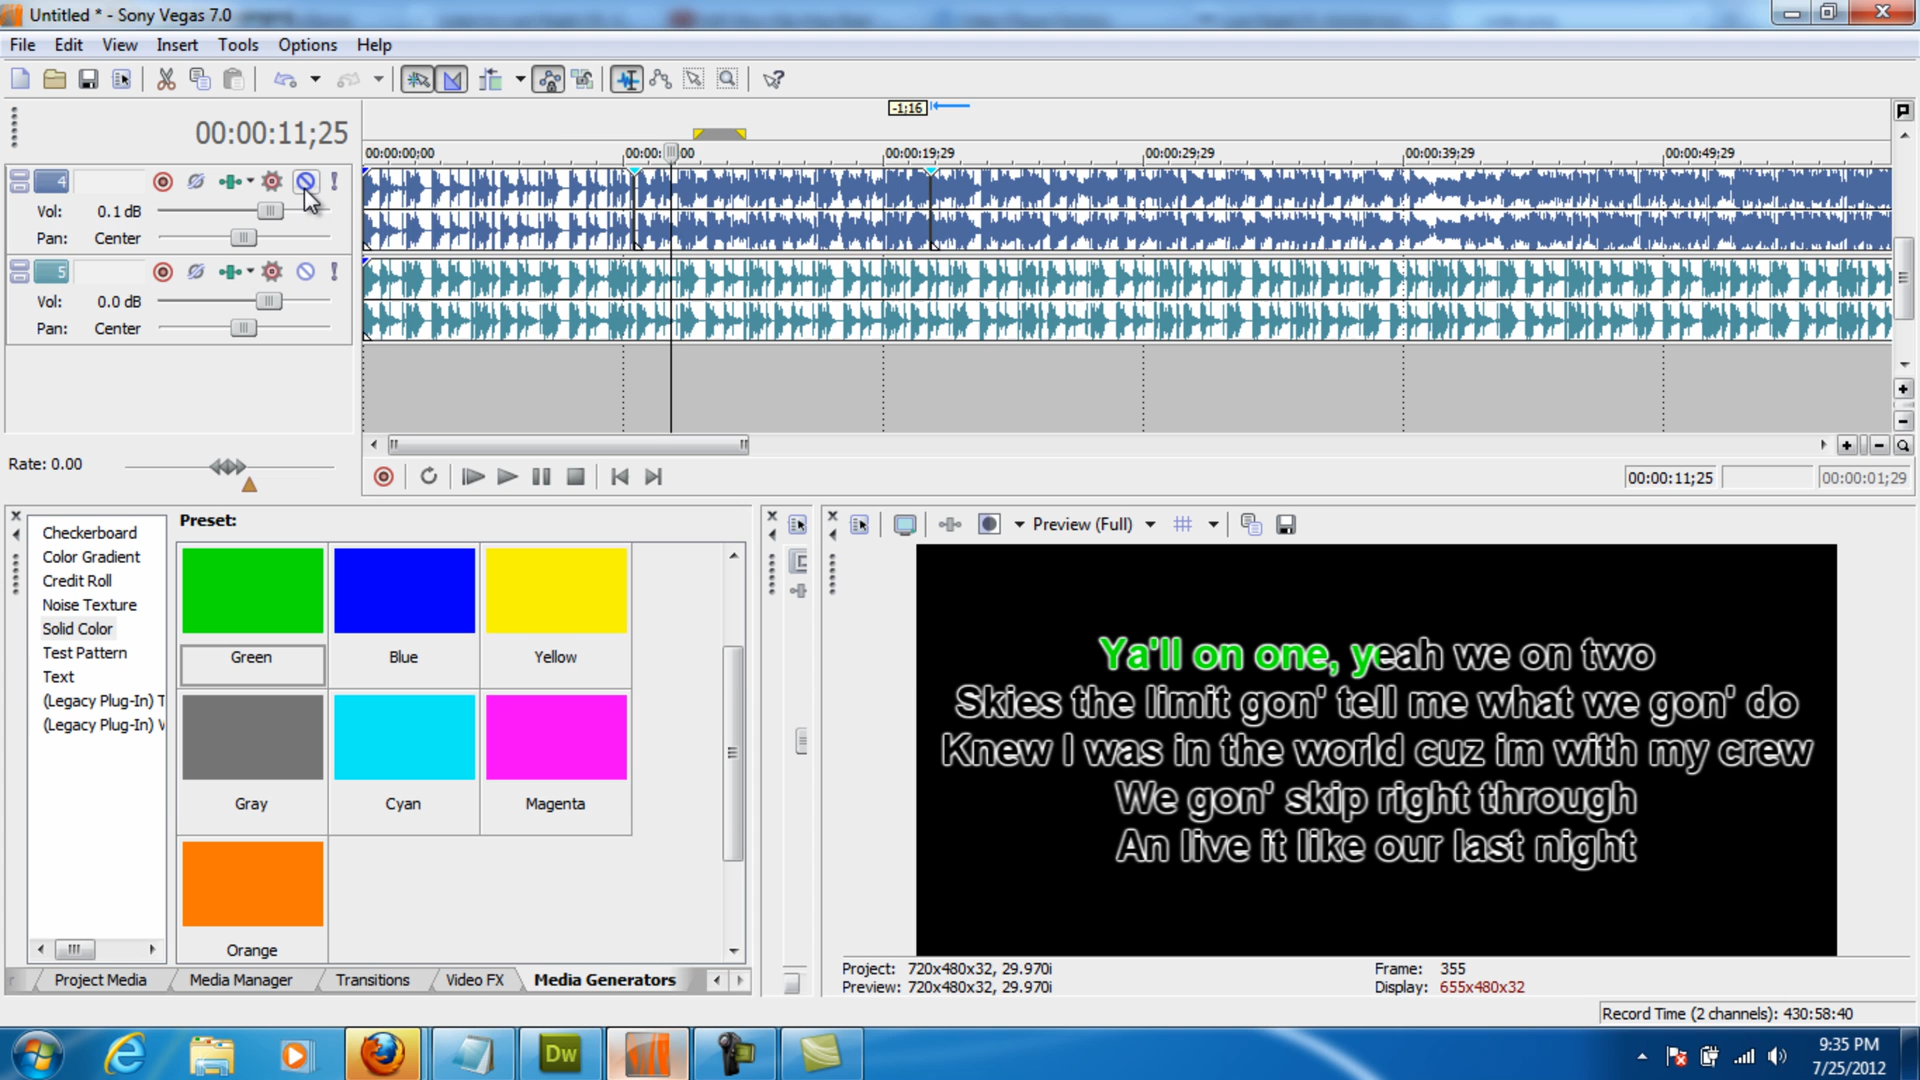 Untitled * - Sony Vegas 7.0
File Edit View Insert Tools Options Help
-1;16
00:00:11;25
00:00:00;00 00:00: 00 00:00:19;29 00:00:29;29 00:00:39;29 00:00:49;29
4
Vol: 0.1 dB
Pan: Center
5
Vol: 0.0 dB
Pan: Center
Rate: 0.00
00:00:11;25 00:00:01;29
Checkerboard
Color Gradient
Credit Roll
Noise Texture
Solid Color
Test Pattern
Text
(Legacy Plug-In) T
(Legacy Plug-In) V
Preset:
Green Blue Yellow
Gray Cyan Magenta
Orange
Project Media Media Manager Transitions Video FX Media Generators
Preview (Full)
Ya'll on one, yeah we on two
Skies the limit gon' tell me what we gon' do
Knew I was in the world cuz im with my crew
We gon' skip right through
An live it like our last night
Project: 720x480x32, 29.970i Frame: 355
Preview: 720x480x32, 29.970i Display: 655x480x32
Record Time (2 channels): 430:58:40
Dw
9:35 PM
7/25/2012